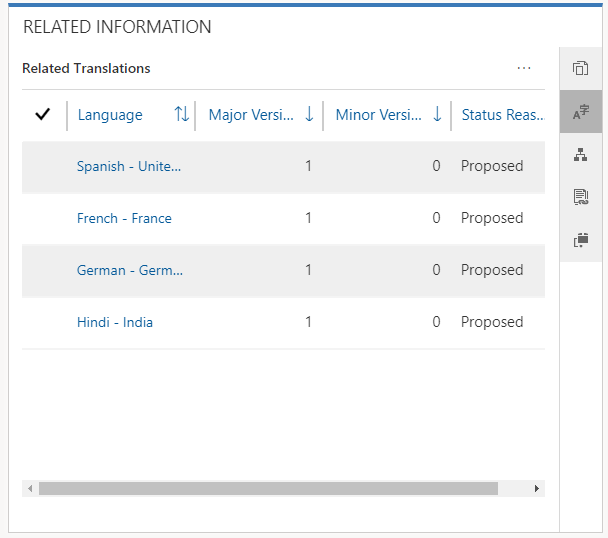 RELATED INFORMATION
Related Translations ...
Language Major Versi... Minor Versi... Status Reas...
Spanish - Unite... 1 0 Proposed
French - France 1 0 Proposed
German - Germ... 1 0 Proposed
Hindi - India 1 0 Proposed